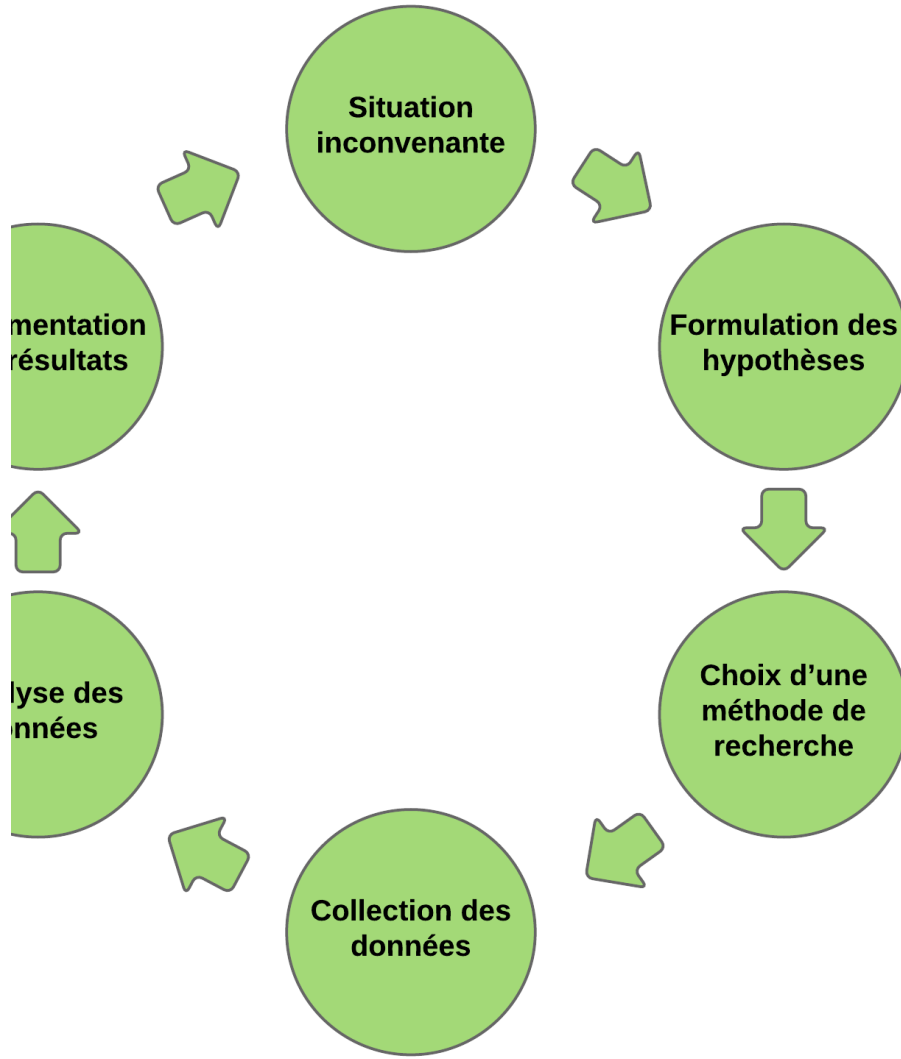 Situation
inconvenante
Formulation des
hypothèses
Choix d’une
méthode de
recherche
Collection des
données
lyse des
nnées
mentation
résultats